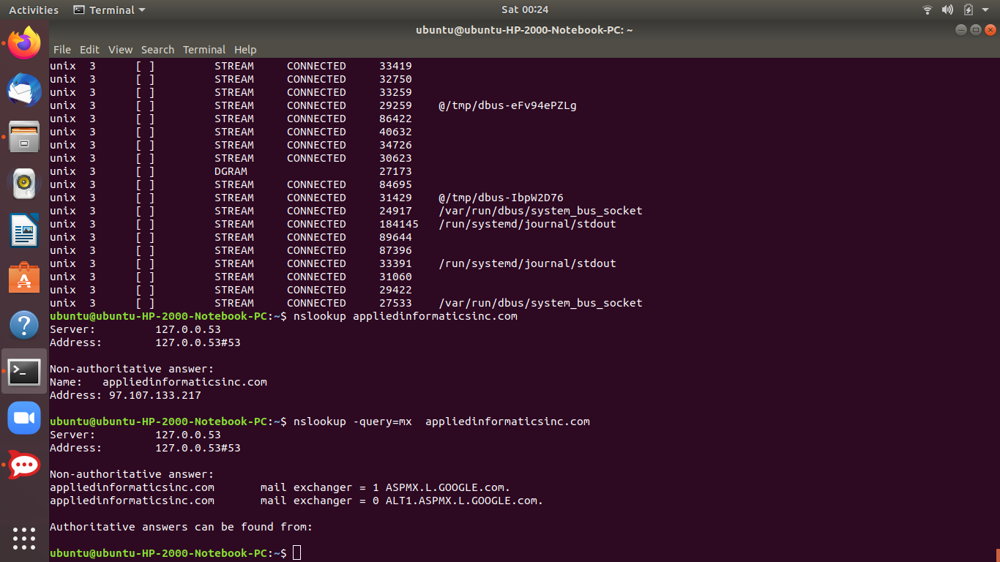 Activities Terminal Sat 00:24
ubuntu@ubuntu-HP-2000-Notebook-PC: ~
File Edit View Search Terminal Help
unix  3      [ ]         STREAM     CONNECTED     33419
unix  3      [ ]         STREAM     CONNECTED     32750
unix  3      [ ]         STREAM     CONNECTED     33259
unix  3      [ ]         STREAM     CONNECTED     29259    @/tmp/dbus-eFv94ePZLg
unix  3      [ ]         STREAM     CONNECTED     86422
unix  3      [ ]         STREAM     CONNECTED     40632
unix  3      [ ]         STREAM     CONNECTED     34726
unix  3      [ ]         STREAM     CONNECTED     30623
unix  3      [ ]         DGRAM                    27173
unix  3      [ ]         STREAM     CONNECTED     84695
unix  3      [ ]         STREAM     CONNECTED     31429    @/tmp/dbus-IbpW2D76
unix  3      [ ]         STREAM     CONNECTED     24917    /var/run/dbus/system_bus_socket
unix  3      [ ]         STREAM     CONNECTED     184145   /run/systemd/journal/stdout
unix  3      [ ]         STREAM     CONNECTED     89644
unix  3      [ ]         STREAM     CONNECTED     87396
unix  3      [ ]         STREAM     CONNECTED     33391    /run/systemd/journal/stdout
unix  3      [ ]         STREAM     CONNECTED     31060
unix  3      [ ]         STREAM     CONNECTED     29422
unix  3      [ ]         STREAM     CONNECTED     27533    /var/run/dbus/system_bus_socket
ubuntu@ubuntu-HP-2000-Notebook-PC:~$ nslookup appliedinformaticsinc.com
Server:         127.0.0.53
Address:        127.0.0.53#53
Non-authoritative answer:
Name:   appliedinformaticsinc.com
Address: 97.107.133.217
ubuntu@ubuntu-HP-2000-Notebook-PC:~$ nslookup -query=mx  appliedinformaticsinc.com
Server:         127.0.0.53
Address:        127.0.0.53#53
Non-authoritative answer:
appliedinformaticsinc.com       mail exchanger = 1 ASPMX.L.GOOGLE.com.
appliedinformaticsinc.com       mail exchanger = 0 ALT1.ASPMX.L.GOOGLE.com.
Authoritative answers can be found from:
ubuntu@ubuntu-HP-2000-Notebook-PC:~$